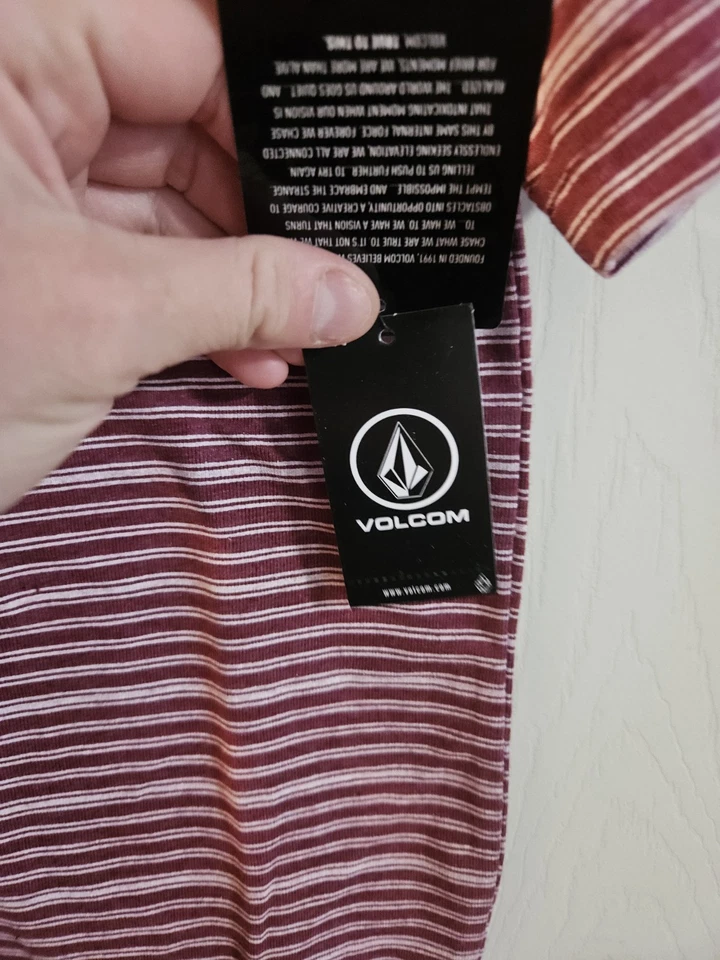 FOUNDED IN 1991, VOLCOM BELIEVES
CHASE WHAT WE ARE TRUE TO IT'S NOT THAT WE
TO WE HAVE TO WE HAVE A VISION THAT TURNS
OBSTACLES INTO OPPORTUNITY, A CREATIVE COURAGE TO
TEMPT THE IMPOSSIBLE AND EMBRACE THE STRANGE
TELLING US TO PUSH FURTHER TO TRY AGAIN
ENDLESSLY SEEKING ELEVATION, WE ARE ALL CONNECTED
BY THIS SAME INTERNAL FORCE FOREVER WE CHASE
THAT INTOXICATING MOMENT WHEN OUR VISION IS
REALIZED THE WORLD AROUND US GOES QUIET AND
FOR BRIEF MOMENTS, WE ARE MORE THAN ALIVE.
VOLCOM, TRUE TO THIS.
VOLCOM
www.volcom.com